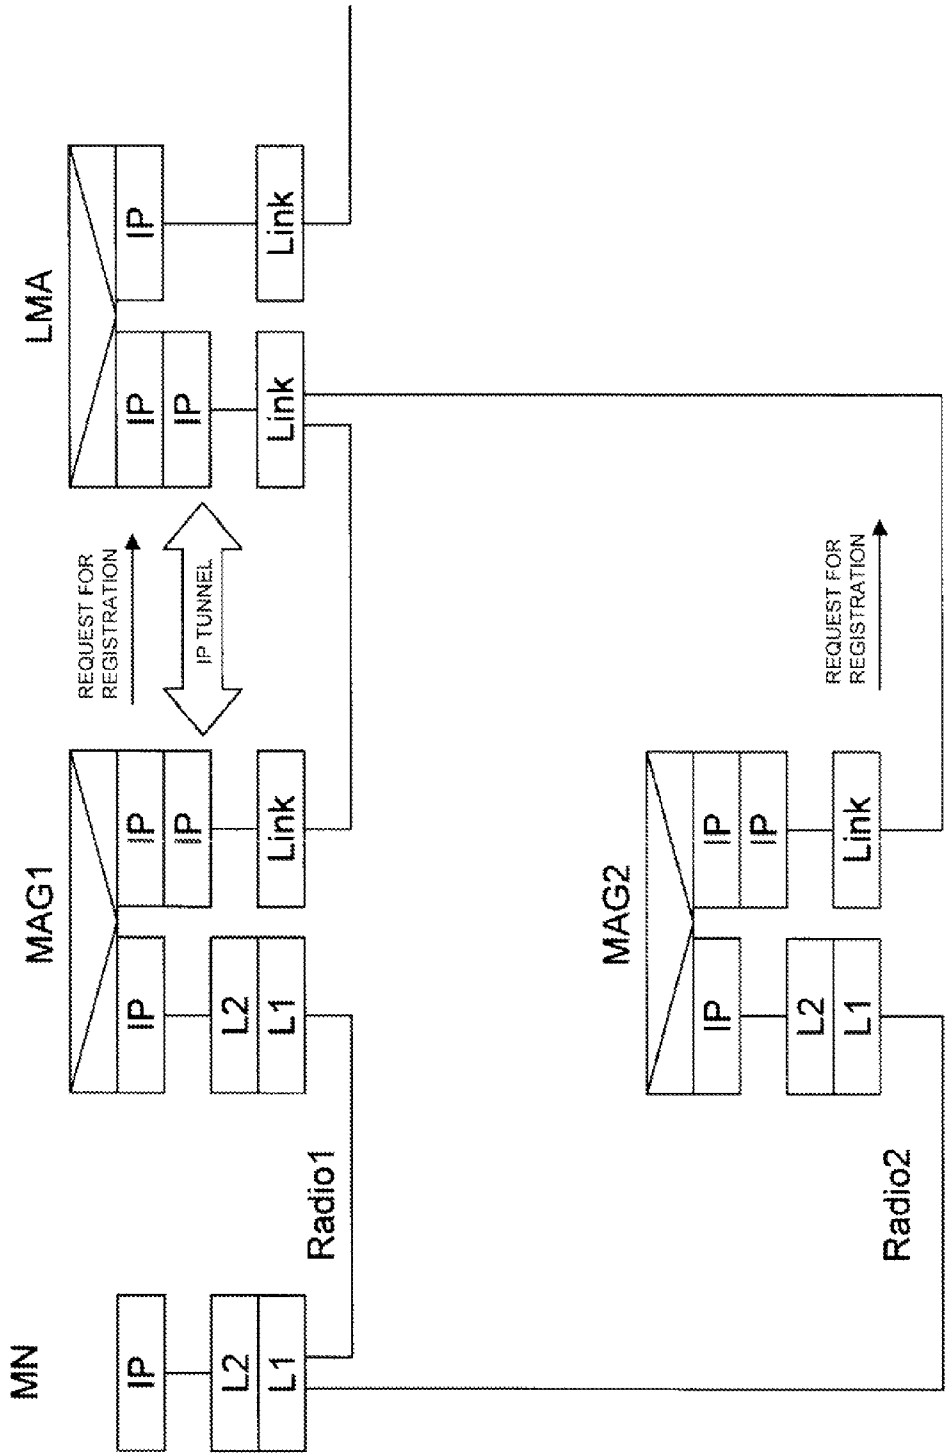 MN
IP
L2
L1
Radio1
MAG1
IP
L2
L1
IP
IP
Link
REQUEST FOR
REGISTRATION
IP TUNNEL
LMA
IP
IP
Link
IP
Link
Radio2
MAG2
IP
L2
L1
IP
IP
Link
REQUEST FOR
REGISTRATION